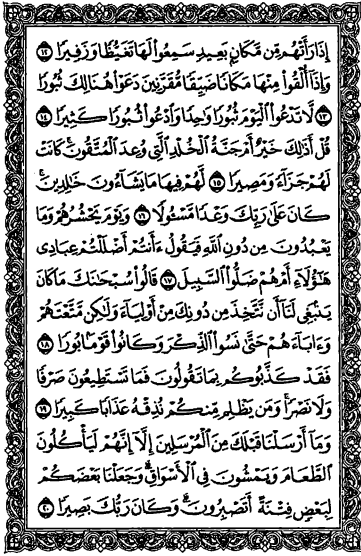 إِذَا رَأَتْهُم مِّن مَّكَانٍ بَعِيدٍ سَمِعُوا۟ لَهَا تَغَيُّظًا وَزَفِيرًا ١٢
وَإِذَآ أُلْقُوا۟ مِنْهَا مَكَانًا ضَيِّقًا مُّقَرَّنِينَ دَعَوْا۟ هُنَالِكَ ثُبُورًا
١٣ لَّا تَدْعُوا۟ ٱلْيَوْمَ ثُبُورًا وَٰحِدًا وَٱدْعُوا۟ ثُبُورًا كَثِيرًا ١٤
قُلْ أَذَٰلِكَ خَيْرٌ أَمْ جَنَّةُ ٱلْخُلْدِ ٱلَّتِى وُعِدَ ٱلْمُتَّقُونَ ۚ كَانَتْ
لَهُمْ جَزَآءً وَمَصِيرًا ١٥ لَّهُمْ فِيهَا مَا يَشَآءُونَ خَٰلِدِينَ ۚ
كَانَ عَلَىٰ رَبِّكَ وَعْدًا مَّسْـُٔولًا ١٦ وَيَوْمَ يَحْشُرُهُمْ وَمَا
يَعْبُدُونَ مِن دُونِ ٱللَّهِ فَيَقُولُ ءَأَنتُمْ أَضْلَلْتُمْ عِبَادِى
هَٰٓؤُلَآءِ أَمْ هُمْ ضَلُّوا۟ ٱلسَّبِيلَ ١٧ قَالُوا۟ سُبْحَٰنَكَ مَا كَانَ
يَنۢبَغِى لَنَآ أَن نَّتَّخِذَ مِن دُونِكَ مِنْ أَوْلِيَآءَ وَلَٰكِن مَّتَّعْتَهُمْ
وَءَابَآءَهُمْ حَتَّىٰ نَسُوا۟ ٱلذِّكْرَ وَكَانُوا۟ قَوْمًۢا بُورًا ١٨
فَقَدْ كَذَّبُوكُم بِمَا تَقُولُونَ فَمَا تَسْتَطِيعُونَ صَرْفًا
وَلَا نَصْرًا ۚ وَمَن يَظْلِم مِّنكُمْ نُذِقْهُ عَذَابًا كَبِيرًا ١٩
وَمَآ أَرْسَلْنَا قَبْلَكَ مِنَ ٱلْمُرْسَلِينَ إِلَّآ إِنَّهُمْ لَيَأْكُلُونَ
ٱلطَّعَامَ وَيَمْشُونَ فِى ٱلْأَسْوَاقِ ۗ وَجَعَلْنَا بَعْضَكُمْ
لِبَعْضٍ فِتْنَةً أَتَصْبِرُونَ ۗ وَكَانَ رَبُّكَ بَصِيرًا ٢٠